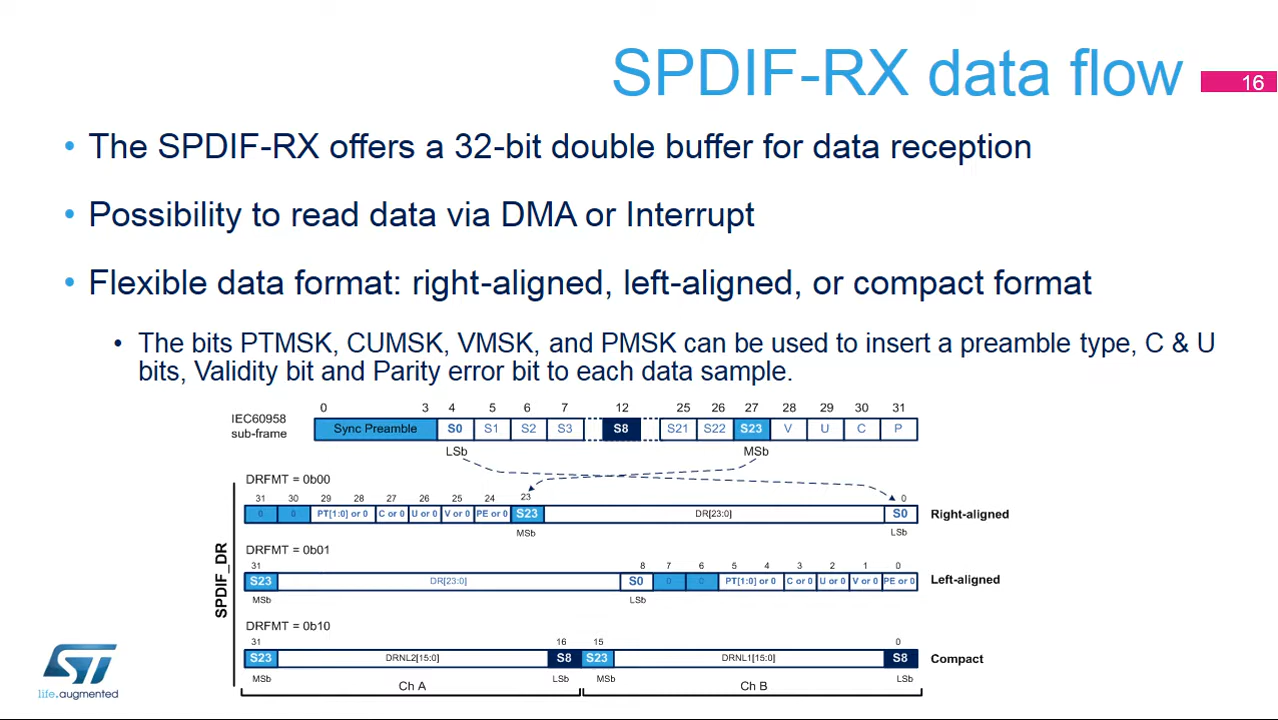 SPDIF-RX data flow
16
• The SPDIF-RX offers a 32-bit double buffer for data reception
• Possibility to read data via DMA or Interrupt
• Flexible data format: right-aligned, left-aligned, or compact format
• The bits PTMSK, CUMSK, VMSK, and PMSK can be used to insert a preamble type, C & U
bits, Validity bit and Parity error bit to each data sample.
0 3 4 5 6 7 12 25 26 27 28 29 30 31
IEC60958
sub-frame
Sync Preamble S0 S1 S2 S3 S8 S21 S22 S23 V U C P
LSb MSb
DRFMT = 0b00
31 30 29 28 27 26 25 24 23 0
0 0 PT[1:0] or 0 C or 0 U or 0 V or 0 PE or 0 S23 DR[23:0] S0 Right-aligned
MSb LSb
DRFMT = 0b01
31 8 7 6 5 4 3 2 1 0
S23 DR[23:0] S0 0 0 PT[1:0] or 0 C or 0 U or 0 V or 0 PE or 0 Left-aligned
MSb LSb
SPDIF_DR
DRFMT = 0b10
31 16 15 0
S23 DRNL2[15:0] S8 S23 DRNL1[15:0] S8 Compact
MSb LSb MSb LSb
Ch A Ch B
ST
life.augmented